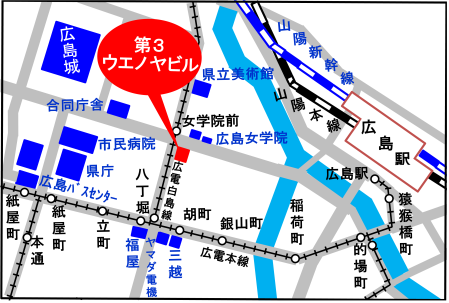 広島城
第3
ウエノヤビル
県立美術館
山陽新幹線
山陽本線
広島駅
合同庁舎
女学院前
広島女学院
市民病院
県庁
広島バスセンター
八丁堀
広電白島線
広島駅
猿猴橋町
紙屋町
紙屋町
本通
立町
福屋
ヤマダ電機
三越
胡町
銀山町
広電本線
稲荷町
的場町